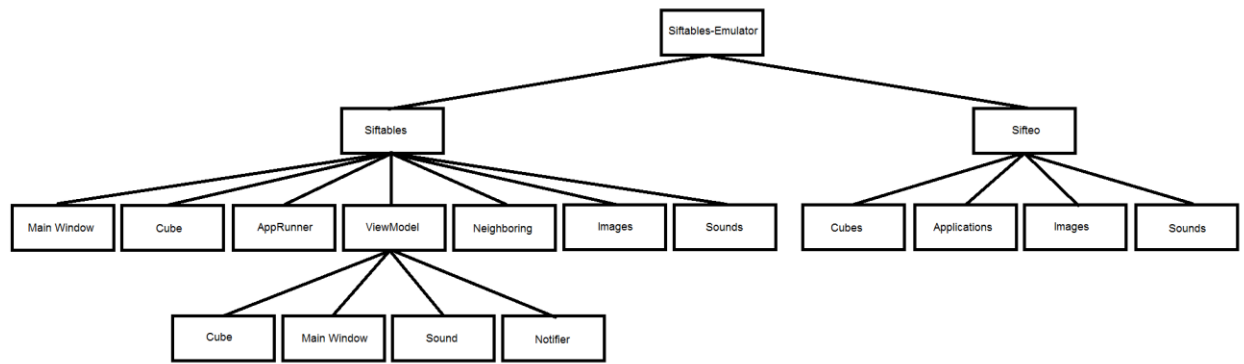 Siftables-Emulator
Siftables
Sifteo
Main Window
Cube
AppRunner
ViewModel
Neighboring
Images
Sounds
Cubes
Applications
Images
Sounds
Cube
Main Window
Sound
Notifier